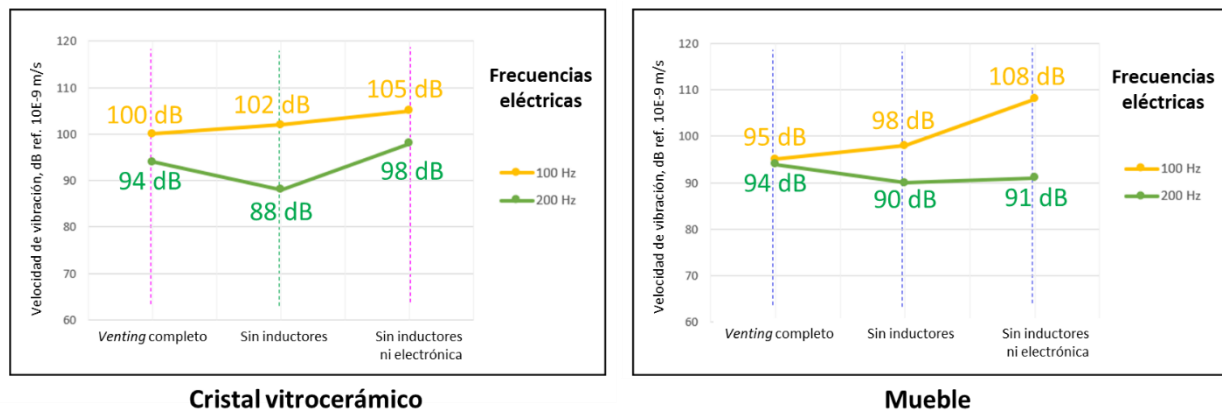 120
110
100
90
80
70
60
Velocidad de vibración, dB ref. 10E-9 m/s
100 dB
102 dB
105 dB
94 dB
88 dB
98 dB
Frecuencias
eléctricas
100 Hz
200 Hz
Venting completo
Sin inductores
Sin inductores
ni electrónica
Cristal vitrocerámico
120
110
100
90
80
70
60
Velocidad de vibración, dB ref. 10E-9 m/s
95 dB
98 dB
108 dB
94 dB
90 dB
91 dB
Frecuencias
eléctricas
100 Hz
200 Hz
Venting completo
Sin inductores
Sin inductores
ni electrónica
Mueble